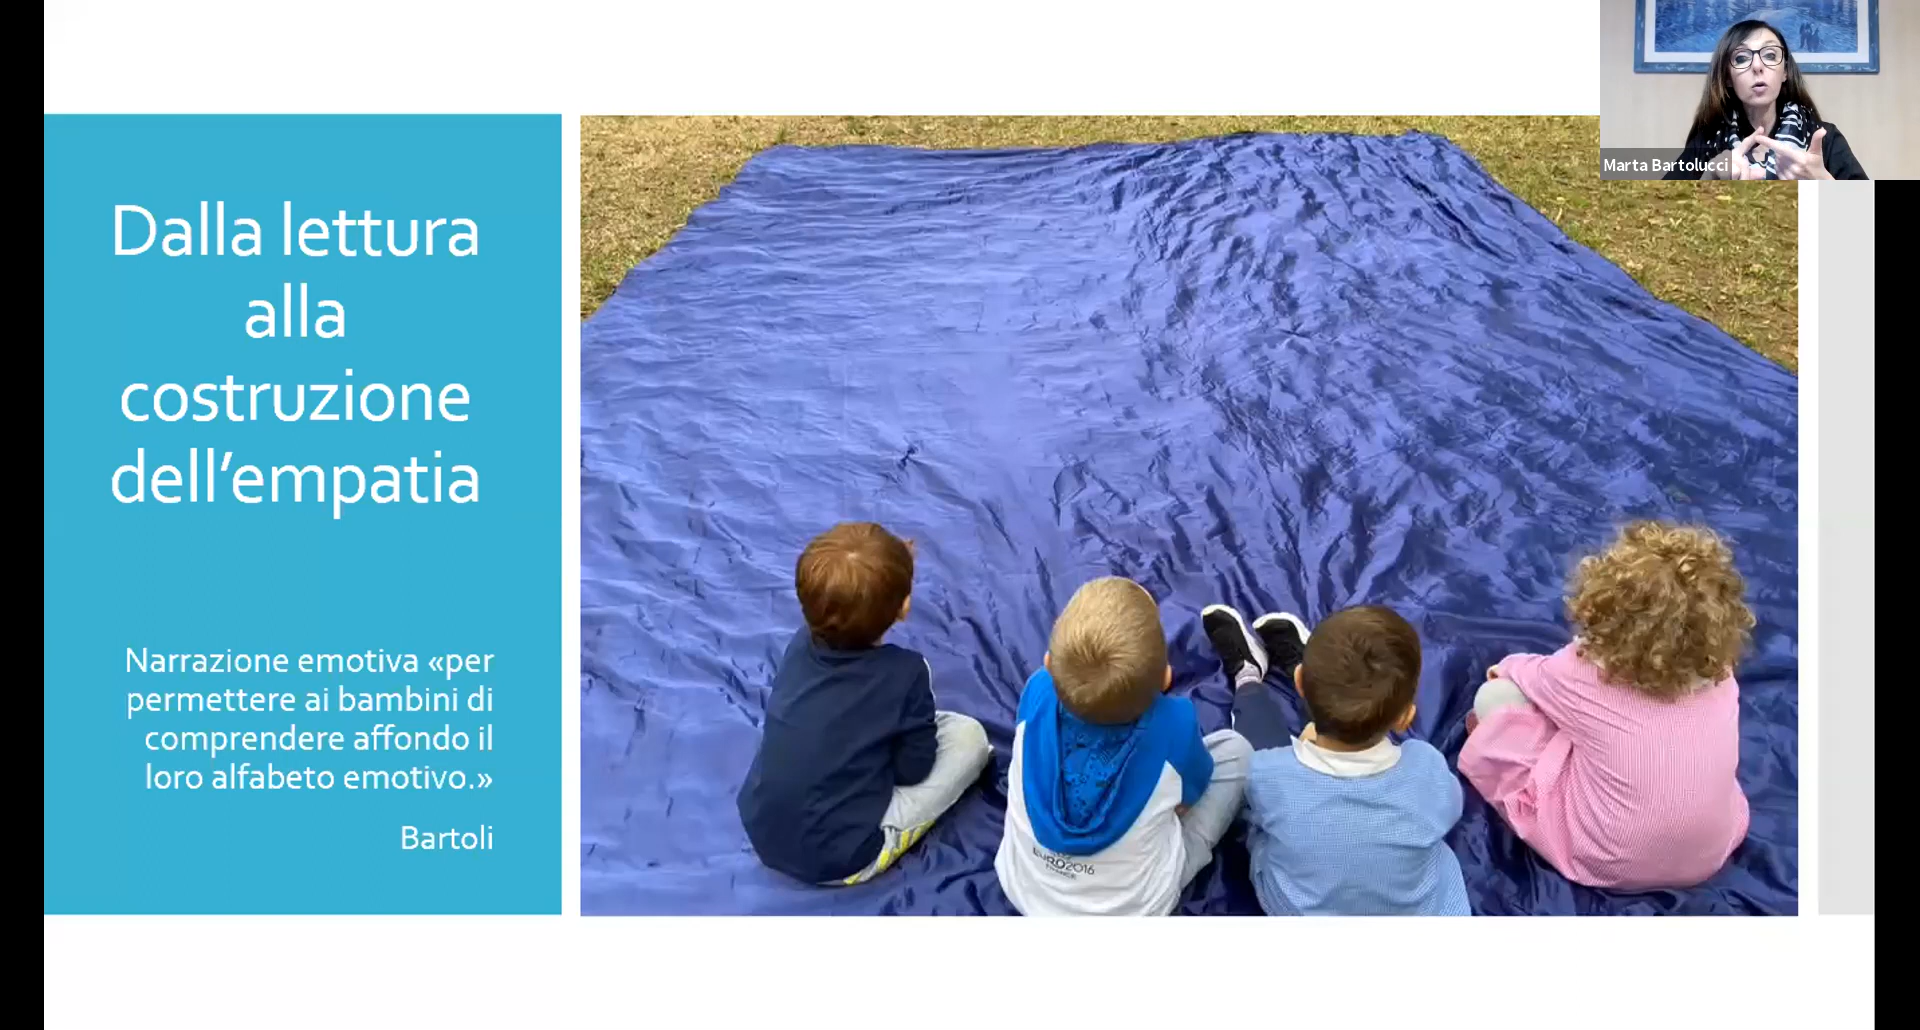 Dalla lettura
alla
costruzione
dell’empatia
Narrazione emotiva «per
permettere ai bambini di
comprendere affondo il
loro alfabeto emotivo.»
Bartoli
Marta Bartolucci
EURO2016
FRANCE